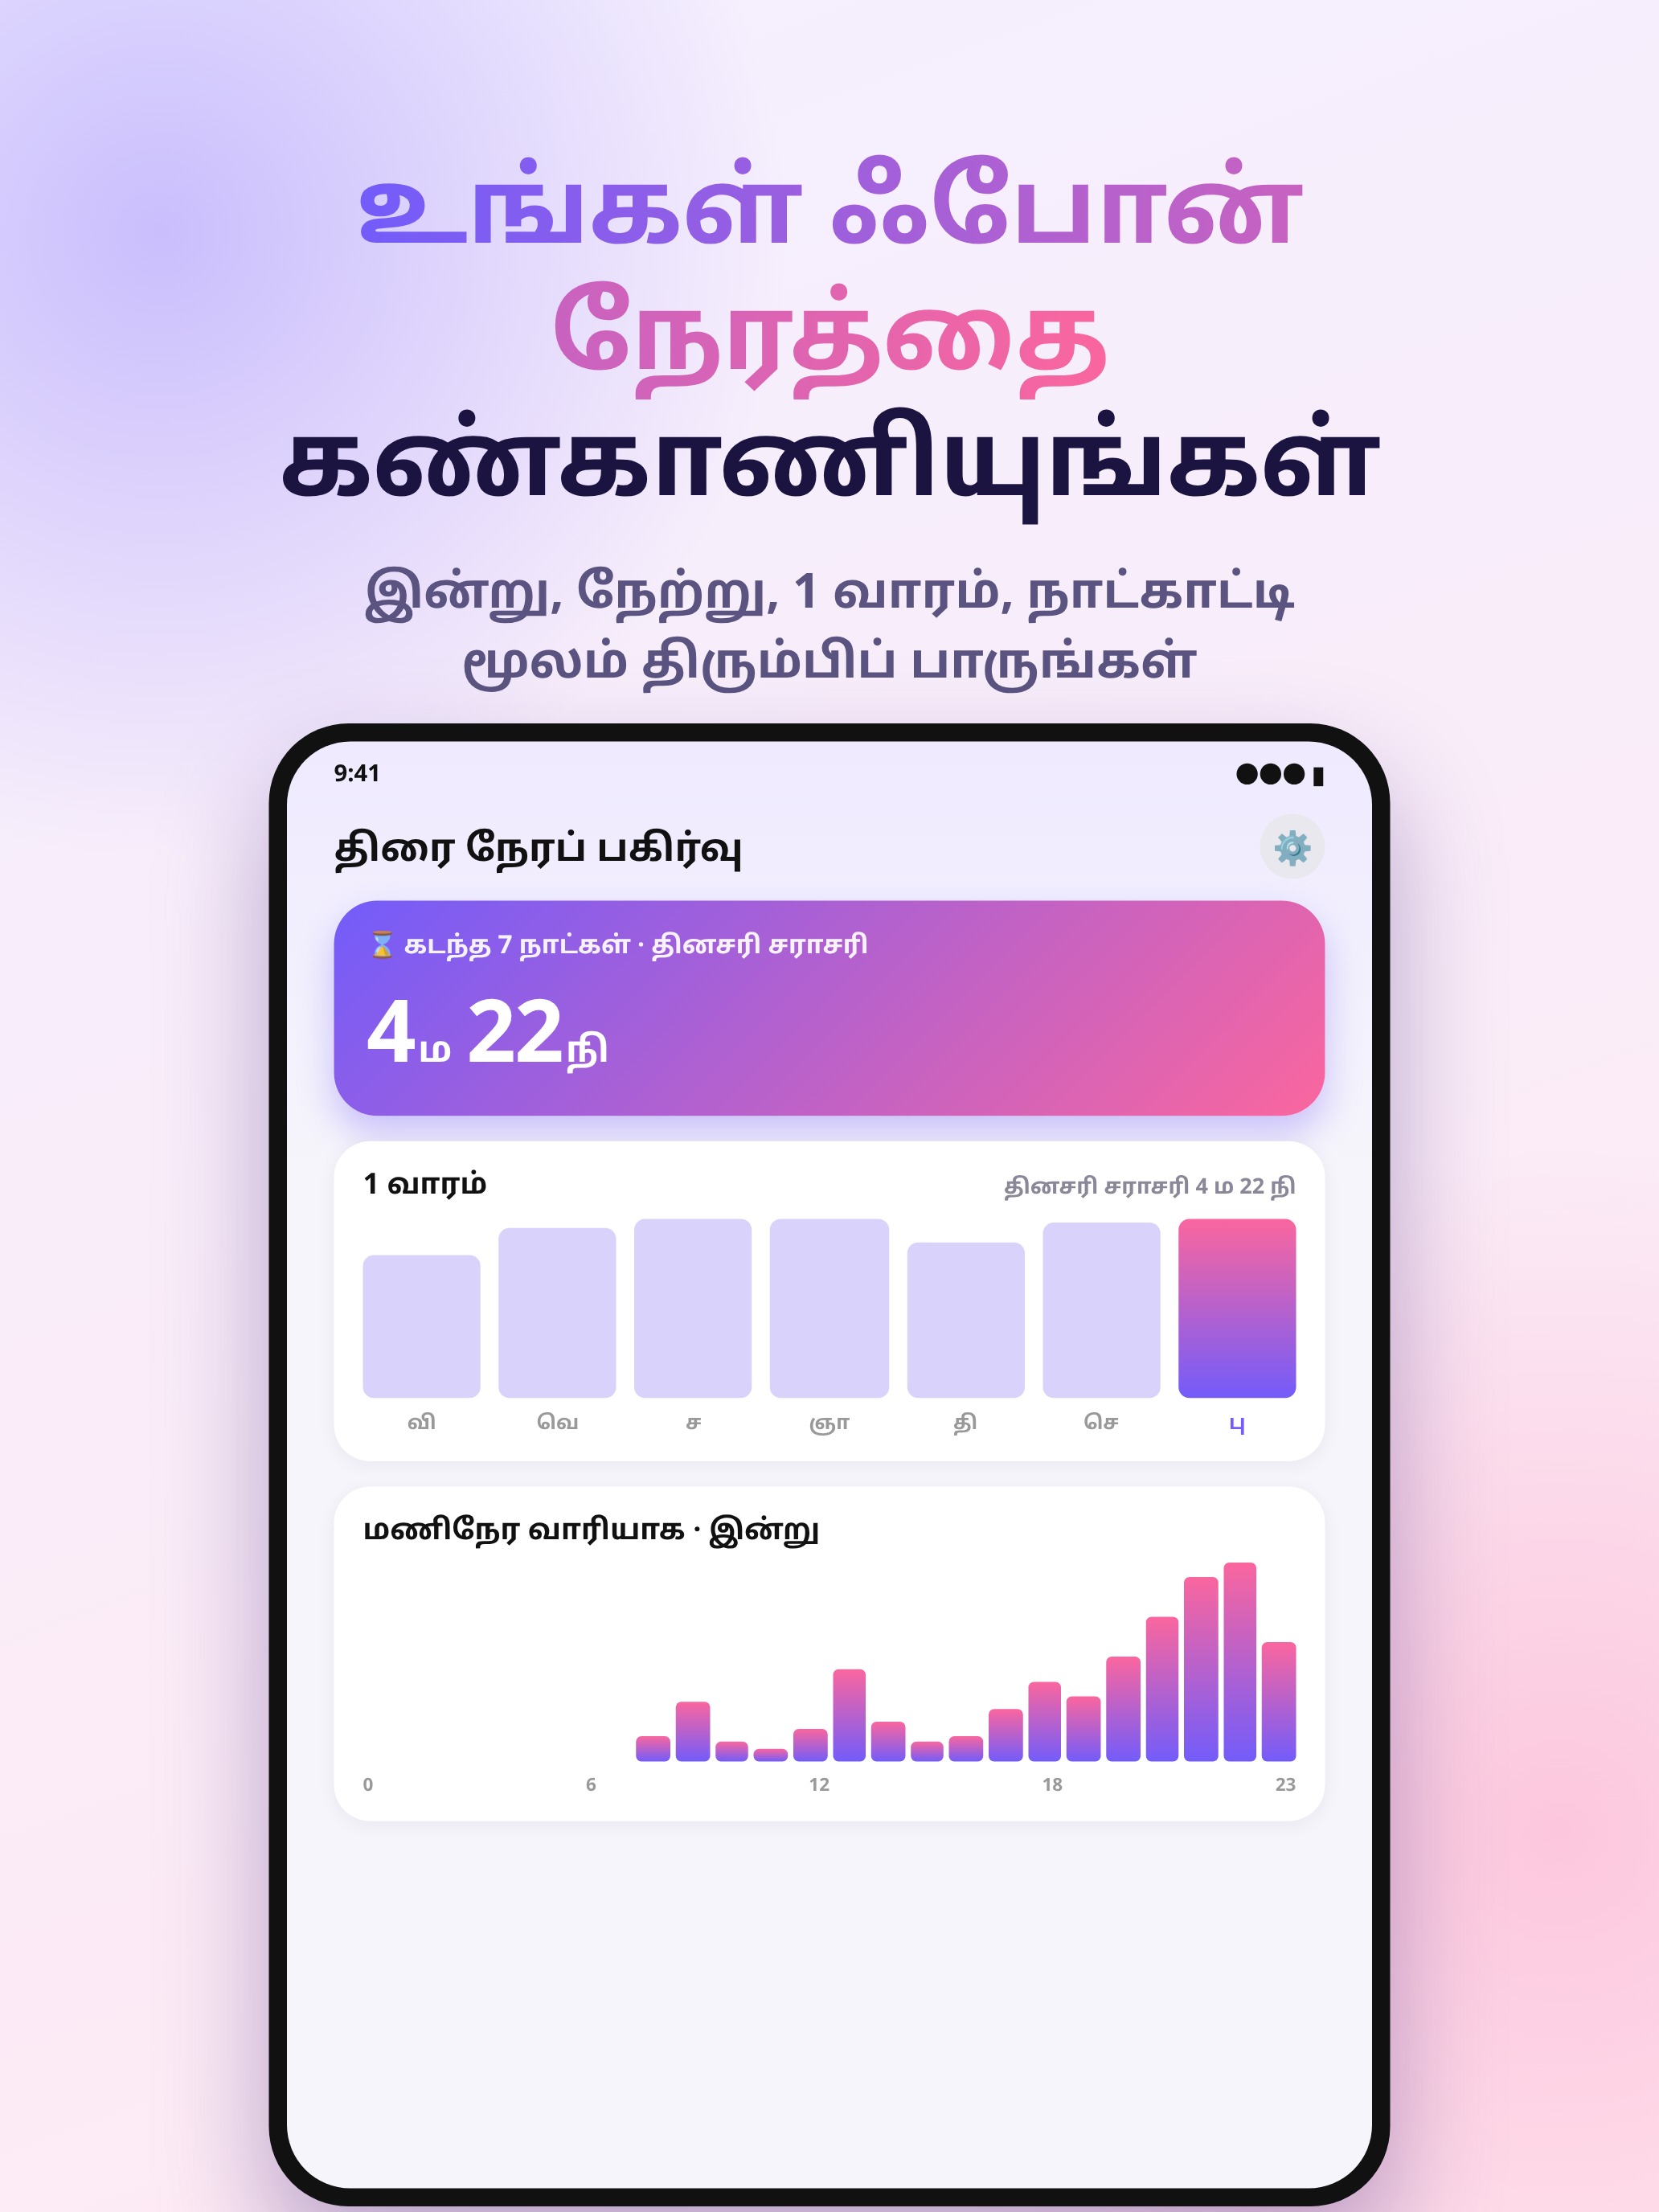 உங்கள் ஃபோன்
நேரத்தை
கண்காணியுங்கள்
இன்று, நேற்று, 1 வாரம், நாட்காட்டி
மூலம் திரும்பிப் பாருங்கள்
9:41
திரை நேரப் பகிர்வு
கடந்த 7 நாட்கள் · தினசரி சராசரி
4ம 22நி
1 வாரம்
தினசரி சராசரி 4 ம 22 நி
வி வெ ச ஞா தி செ பு
மணிநேர வாரியாக · இன்று
0 6 12 18 23